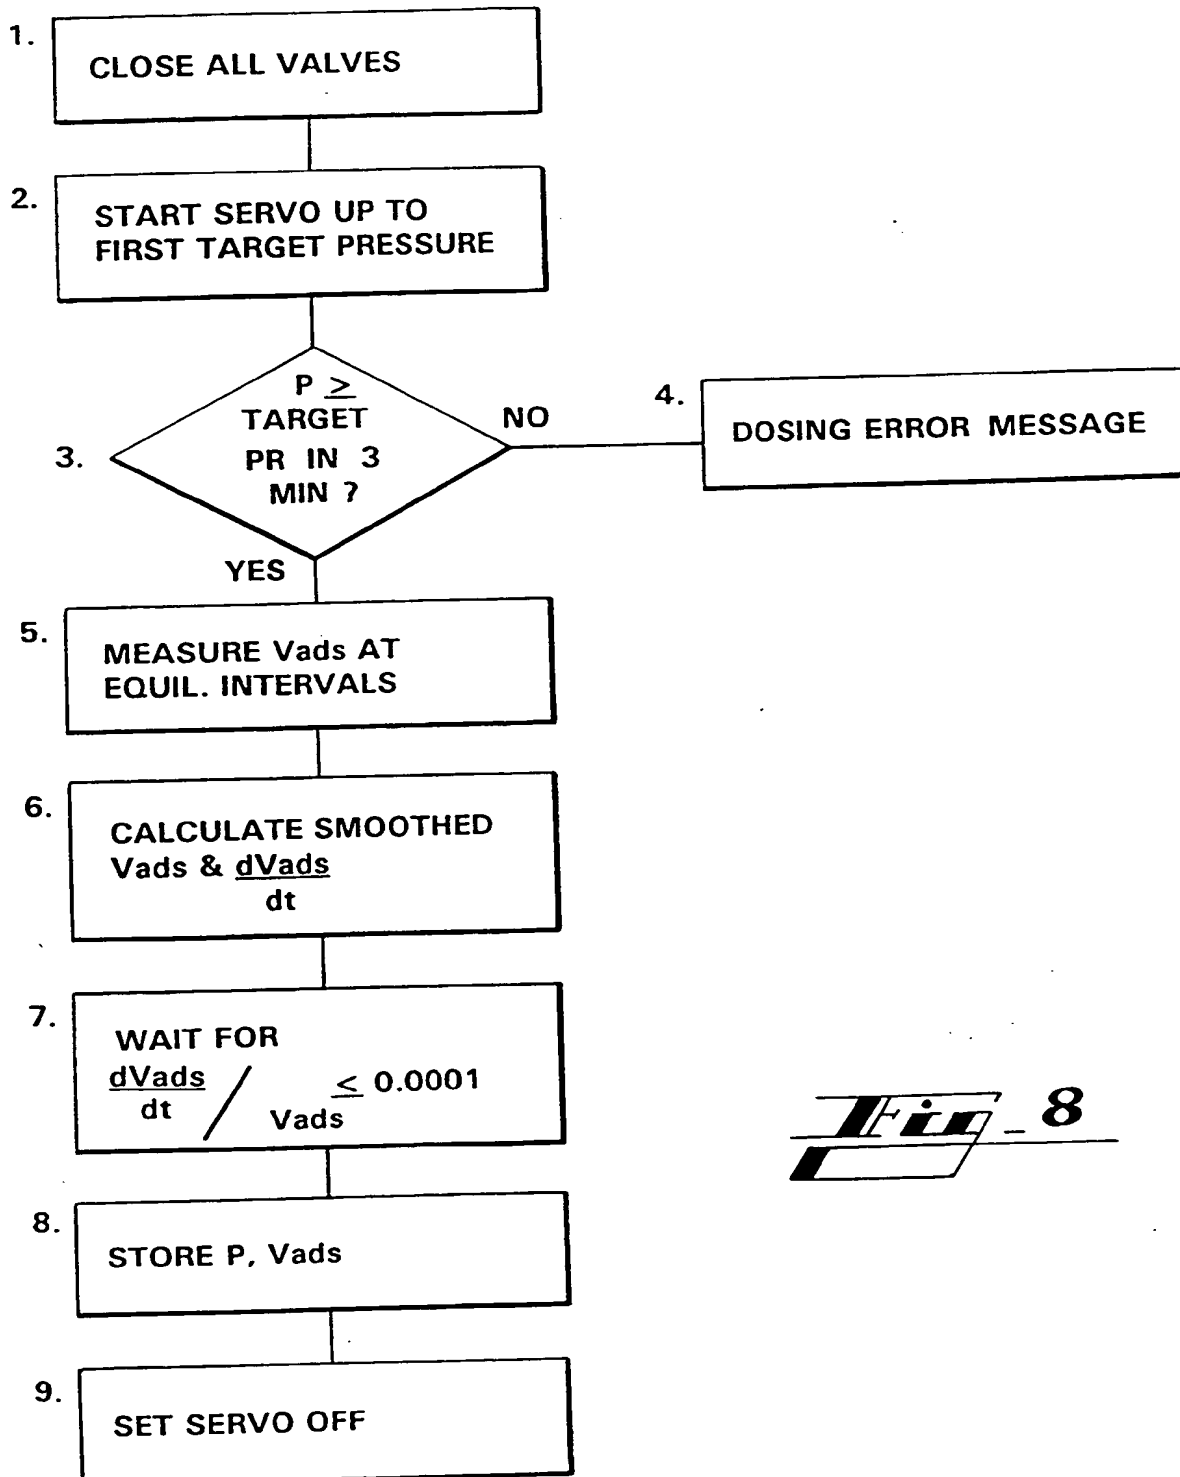 1.
CLOSE ALL VALVES
2.
START SERVO UP TO
FIRST TARGET PRESSURE
3.
P ≥
TARGET
PR IN 3
MIN ?
NO
4.
DOSING ERROR MESSAGE
YES
5.
MEASURE Vads AT
EQUIL. INTERVALS
6.
CALCULATE SMOOTHED
Vads & dVads
dt
7.
WAIT FOR
dVads
dt
/
Vads
≤ 0.0001
8.
STORE P, Vads
9.
SET SERVO OFF
Fig_8